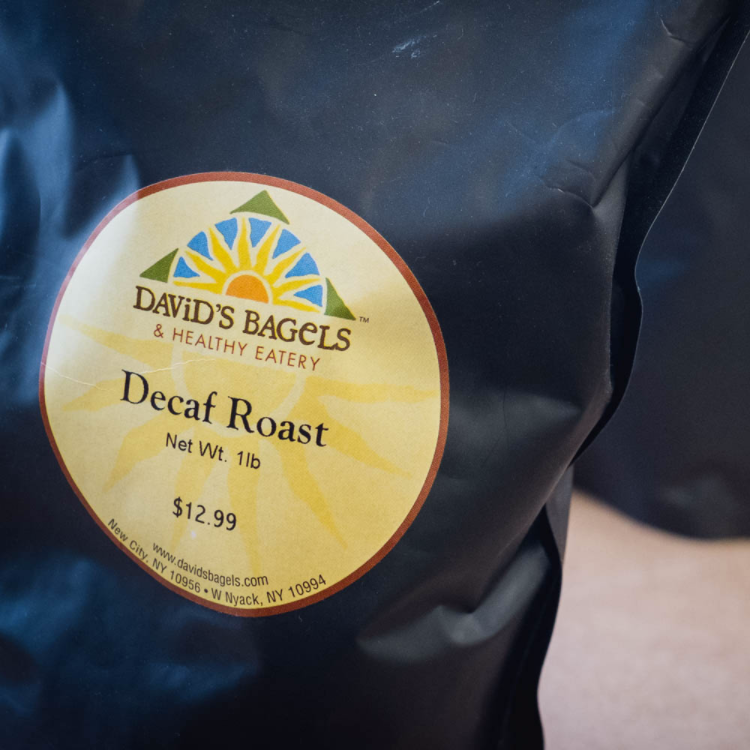 DAViD'S BAGELS™
& HEALTHY EATERY
Decaf Roast
Net Wt. 1lb
$12.99
www.davidsbagels.com
New City, NY 10956 • W Nyack, NY 10994